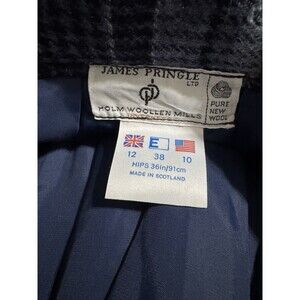 JAMES PRINGLE
LTD
HOLM WOOLLEN MILLS
PURE
NEW
WOOL
E
12 38 10
HIPS 36in/91cm
MADE IN SCOTLAND